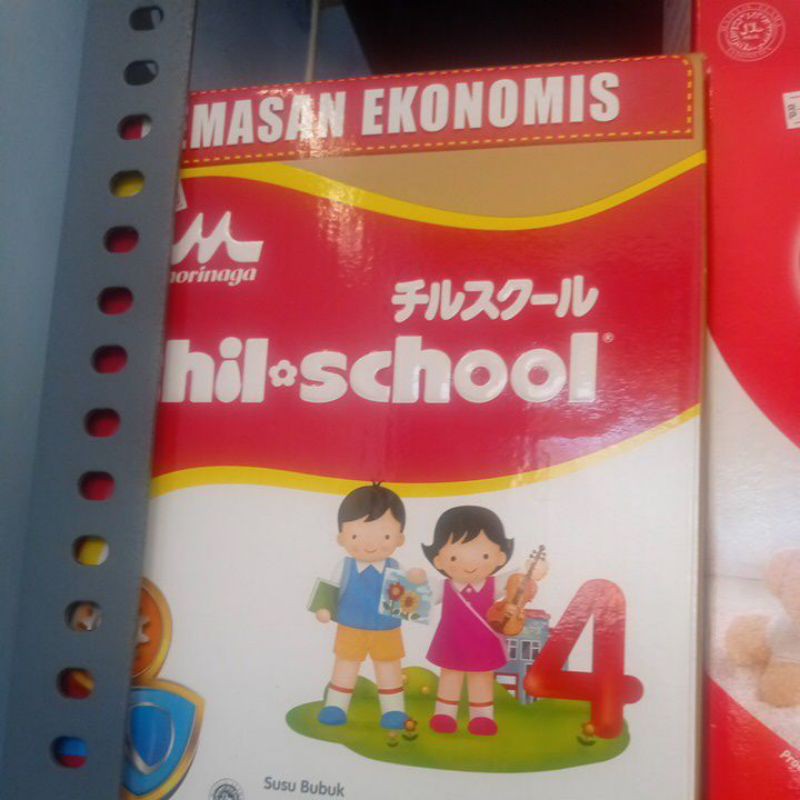 MASAN EKONOMIS
morinaga
チルスクール
hil school®
4
Susu Bubuk